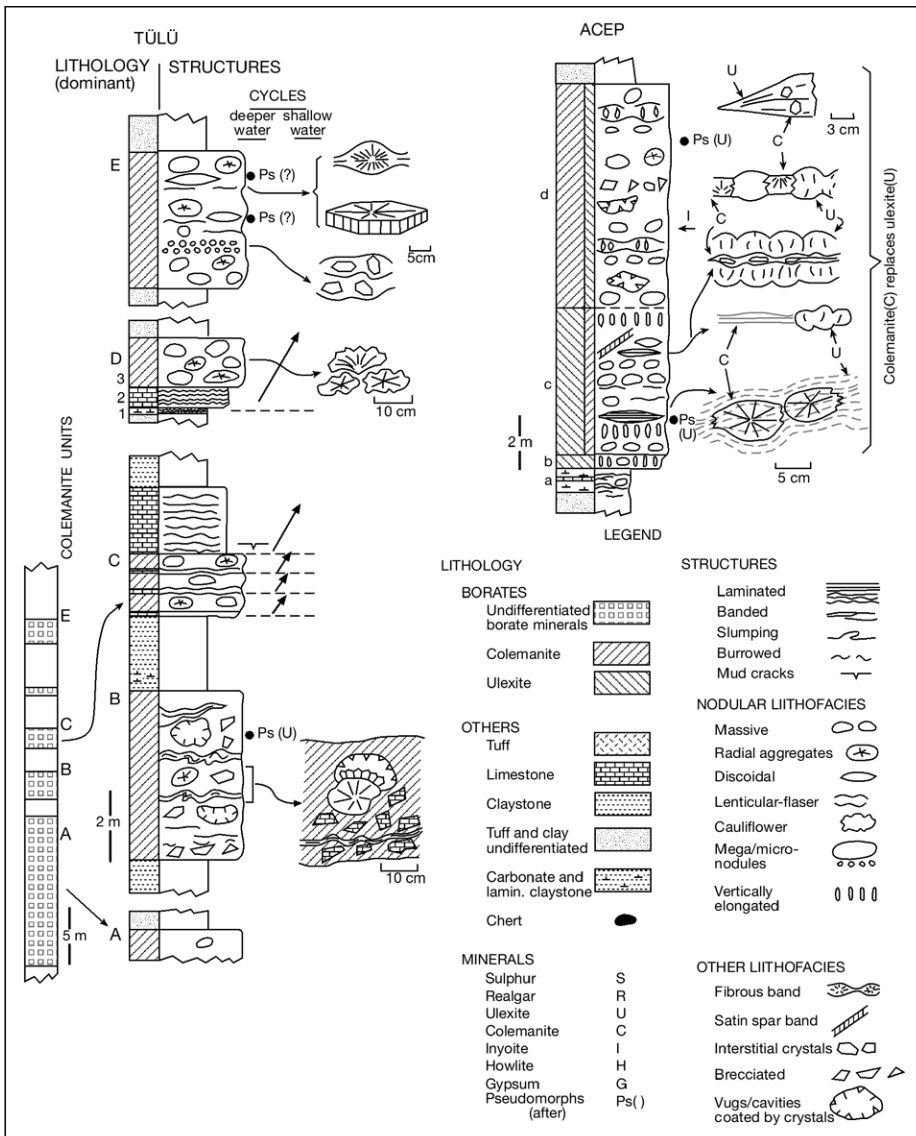 TÜLÜ
LITHOLOGY
(dominant)
STRUCTURES
CYCLES
deeper shallow
water water
E
Ps (?)
Ps (?)
5cm
D
3
2
1
10 cm
COLEMANITE UNITS
E
C
B
A
2 m
5 m
C
B
Ps (U)
10 cm
A
ACEP
U
3 cm
C
Ps (U)
d
I
C
U
Colemanite(C) replaces ulexite(U)
c
C
U
Ps
(U)
2 m
b
a
5 cm
LEGEND
LITHOLOGY
BORATES
Undifferentiated
borate minerals
Colemanite
Ulexite
OTHERS
Tuff
Limestone
Claystone
Tuff and clay
undifferentiated
Carbonate and
lamin. claystone
Chert
MINERALS
Sulphur S
Realgar R
Ulexite U
Colemanite C
Inyoite I
Howlite H
Gypsum G
Pseudomorphs Ps( )
(after)
STRUCTURES
Laminated
Banded
Slumping
Burrowed
Mud cracks
NODULAR LIITHOFACIES
Massive
Radial aggregates
Discoidal
Lenticular-flaser
Cauliflower
Mega/micro-
nodules
Vertically
elongated
OTHER LIITHOFACIES
Fibrous band
Satin spar band
Interstitial crystals
Brecciated
Vugs/cavities
coated by crystals